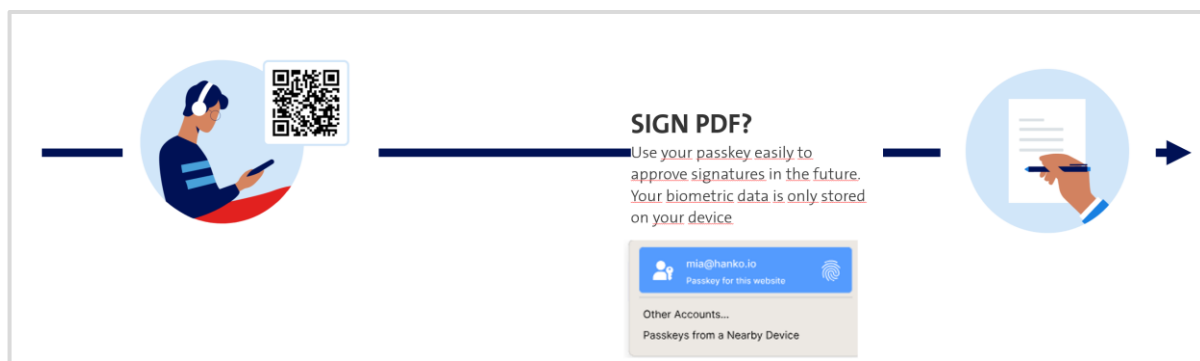 SIGN PDF?
Use your passkey easily to
approve signatures in the future.
Your biometric data is only stored
on your device
mia@hanko.io
Passkey for this website
Other Accounts...
Passkeys from a Nearby Device